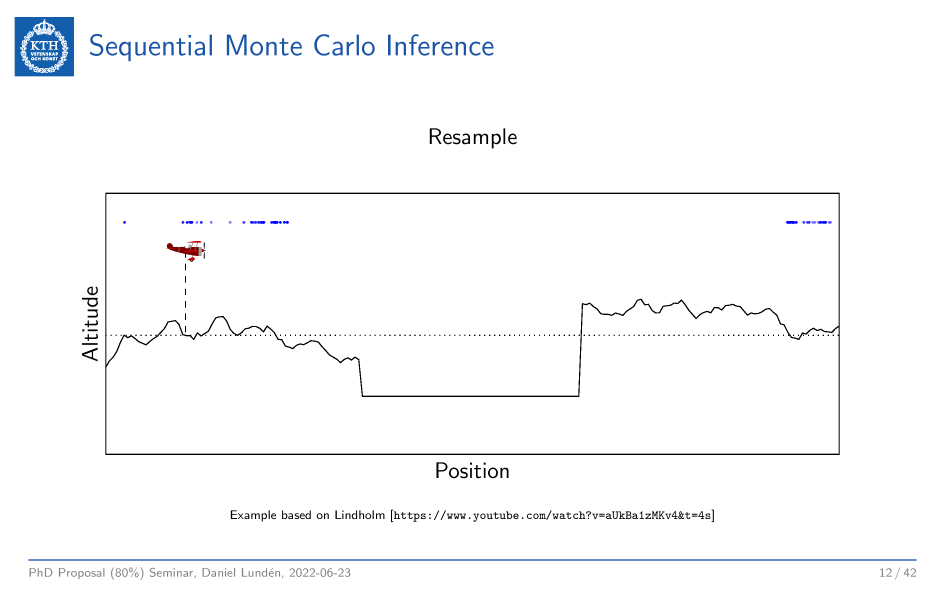 KTH
VETENSKAP
OCH KONST
Sequential Monte Carlo Inference
Resample
Altitude
Position
Example based on Lindholm [https://www.youtube.com/watch?v=aUkBa1zMKv4&t=4s]
PhD Proposal (80%) Seminar, Daniel Lundén, 2022-06-23
12 / 42